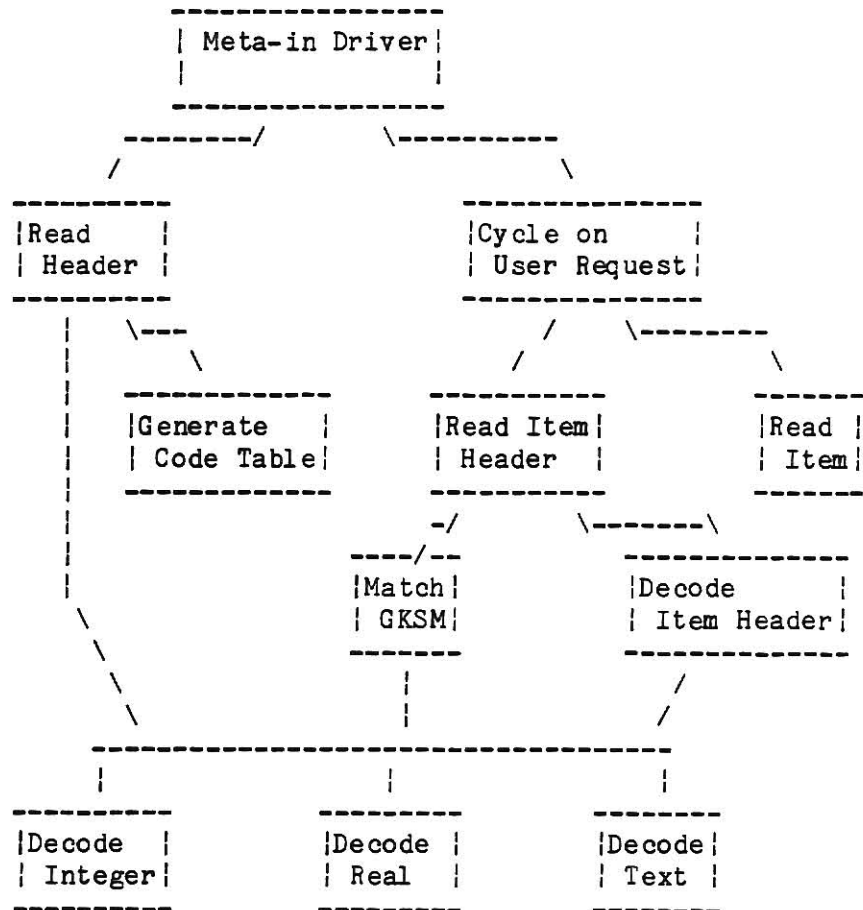 Meta-in Driver
Read
Header
Cycle on
User Request
Generate
Code Table
Read Item
Header
Read
Item
Match
GKSM
Decode
Item Header
Decode
Integer
Decode
Real
Decode
Text